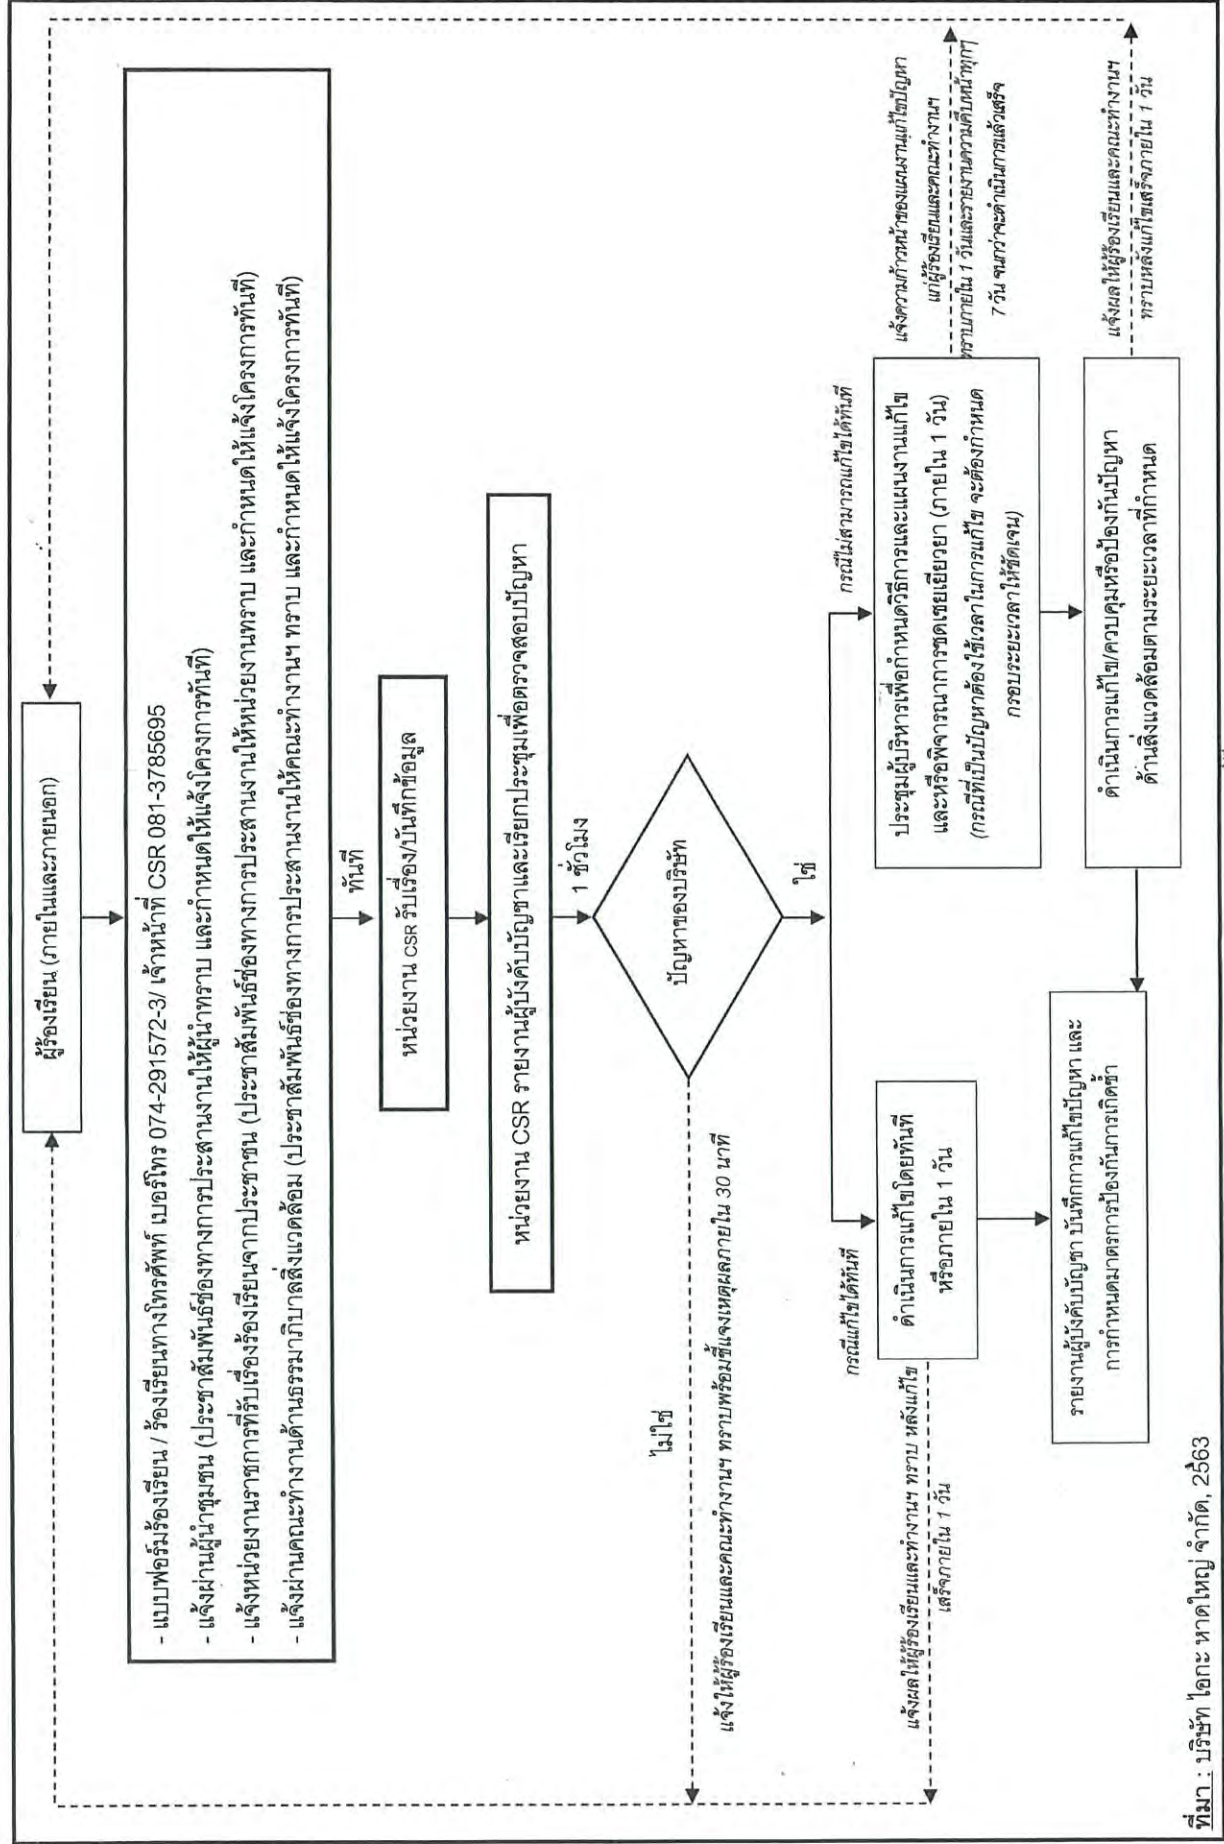 ผู้ร้องเรียน (ภายในและภายนอก)
- แบบฟอร์มร้องเรียน / ร้องเรียนทางโทรศัพท์ เบอร์โทร 074-291572-3/ เจ้าหน้าที่ CSR 081-3785695
- แจ้งผ่านผู้นำชุมชน (ประชาสัมพันธ์ช่องทางการประสานงานให้ผู้นำทราบ และกำหนดให้แจ้งโครงการทันที)
- แจ้งหน่วยงานราชการที่รับเรื่องร้องเรียนจากประชาชน (ประชาสัมพันธ์ช่องทางการประสานงานให้หน่วยงานทราบ และกำหนดให้แจ้งโครงการทันที)
- แจ้งผ่านคณะทำงานด้านธรรมาภิบาลสิ่งแวดล้อม (ประชาสัมพันธ์ช่องทางการประสานงานให้คณะทำงานฯ ทราบ และกำหนดให้แจ้งโครงการทันที)
ทันที
หน่วยงาน CSR รับเรื่อง/บันทึกข้อมูล
หน่วยงาน CSR รายงานผู้บังคับบัญชาและเรียกประชุมเพื่อตรวจสอบปัญหา
1 ชั่วโมง
ปัญหาของบริษัท
ไม่ใช่
แจ้งให้ผู้ร้องเรียนและคณะทำงานฯ ทราบพร้อมชี้แจงเหตุผลภายใน 30 นาที
ใช่
กรณีแก้ไขได้ทันที
กรณีไม่สามารถแก้ไขได้ทันที
ดำเนินการแก้ไขโดยทันที
หรือภายใน 1 วัน
แจ้งผลให้ผู้ร้องเรียนและทำงานฯ ทราบ หลังแก้ไข
เสร็จภายใน 1 วัน
ประชุมผู้บริหารเพื่อกำหนดวิธีการและแผนงานแก้ไข
และหรือพิจารณาการชดเชยเยียวยา (ภายใน 1 วัน)
(กรณีที่เป็นปัญหาต้องใช้เวลาในการแก้ไข จะต้องกำหนด
กรอบระยะเวลาให้ชัดเจน)
แจ้งความก้าวหน้าของแผนงานแก้ไขปัญหา
แก่ผู้ร้องเรียนและคณะทำงานฯ
ทราบภายใน 1 วันและรายงานความคืบหน้าทุกๆ
7 วัน จนกว่าจะดำเนินการแล้วเสร็จ
ดำเนินการแก้ไข/ควบคุมหรือป้องกันปัญหา
ด้านสิ่งแวดล้อมตามระยะเวลาที่กำหนด
แจ้งผลให้ผู้ร้องเรียนและคณะทำงานฯ
ทราบหลังแก้ไขเสร็จภายใน 1 วัน
รายงานผู้บังคับบัญชา บันทึกการแก้ไขปัญหา และ
การกำหนดมาตรการป้องกันการเกิดซ้ำ
ที่มา : บริษัท ไอกะ หาดใหญ่ จำกัด, 2563